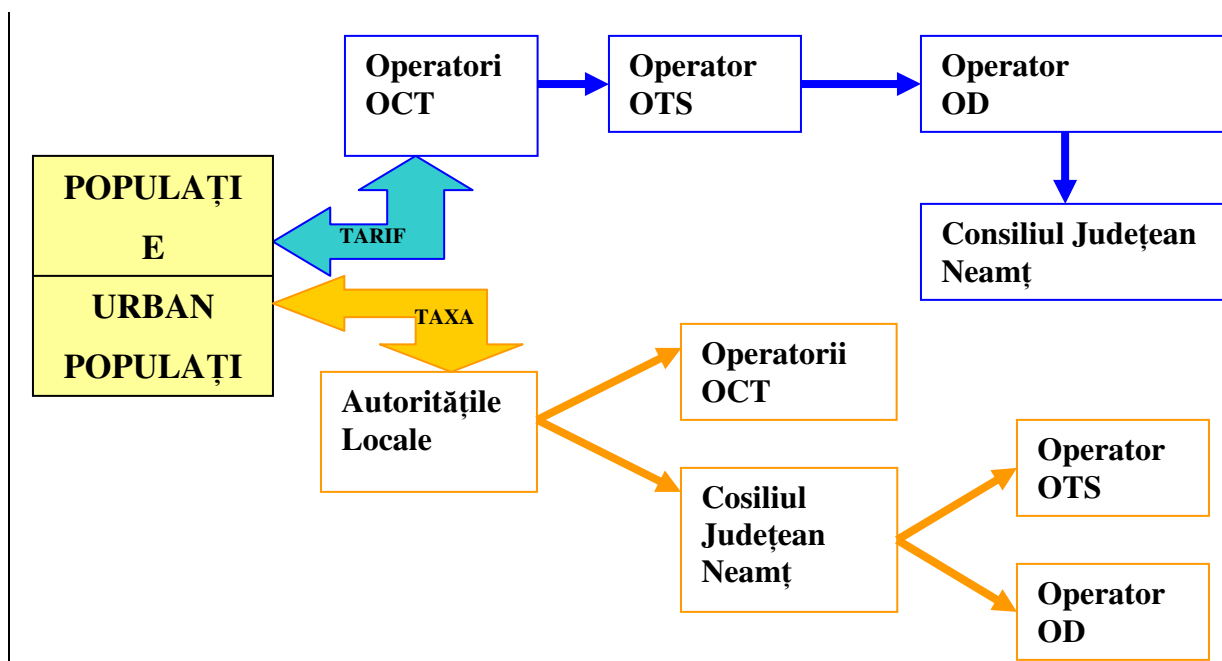 Operatori
OCT
Operator
OTS
Operator
OD
POPULAȚI
E
URBAN
POPULAȚI
TARIF
TAXA
Consiliul Județean
Neamț
Autoritățile
Locale
Operatorii
OCT
Cosiliul
Județean
Neamț
Operator
OTS
Operator
OD